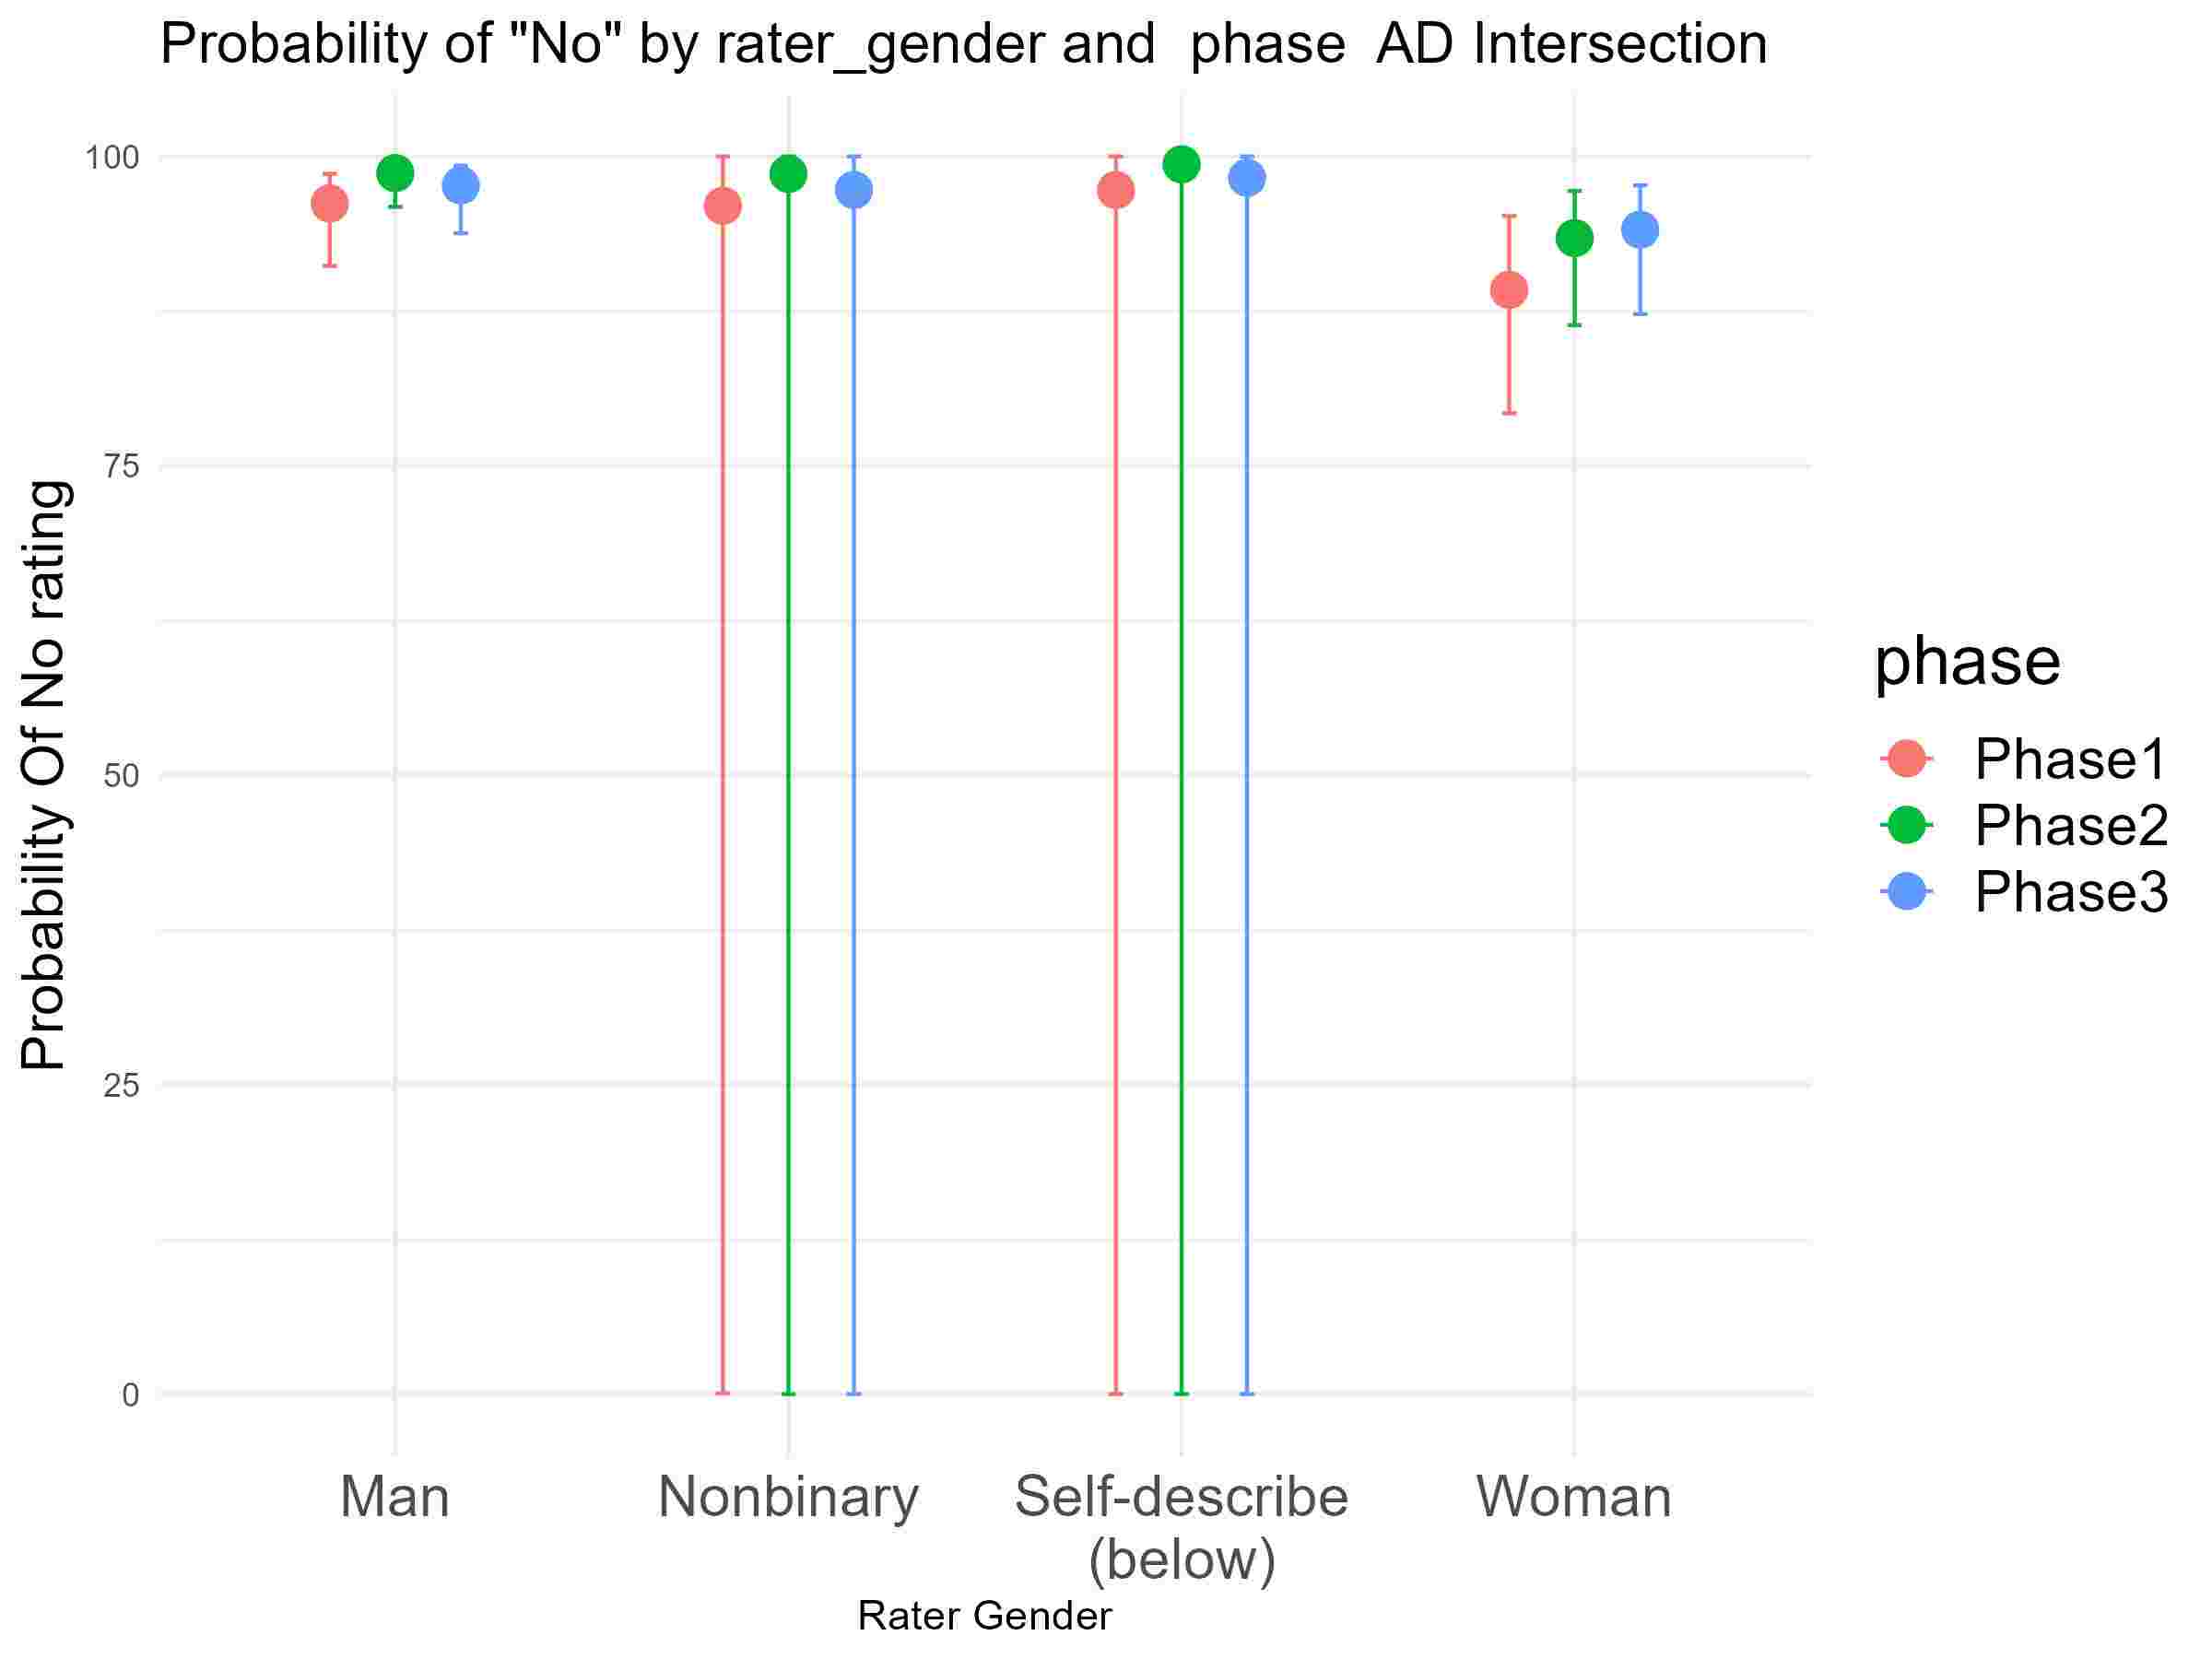 Probability of "No" by rater_gender and  phase  AD Intersection
Probability Of No rating
100
75
50
25
0
Man
Nonbinary
Self-describe
(below)
Woman
Rater Gender
phase
Phase1
Phase2
Phase3